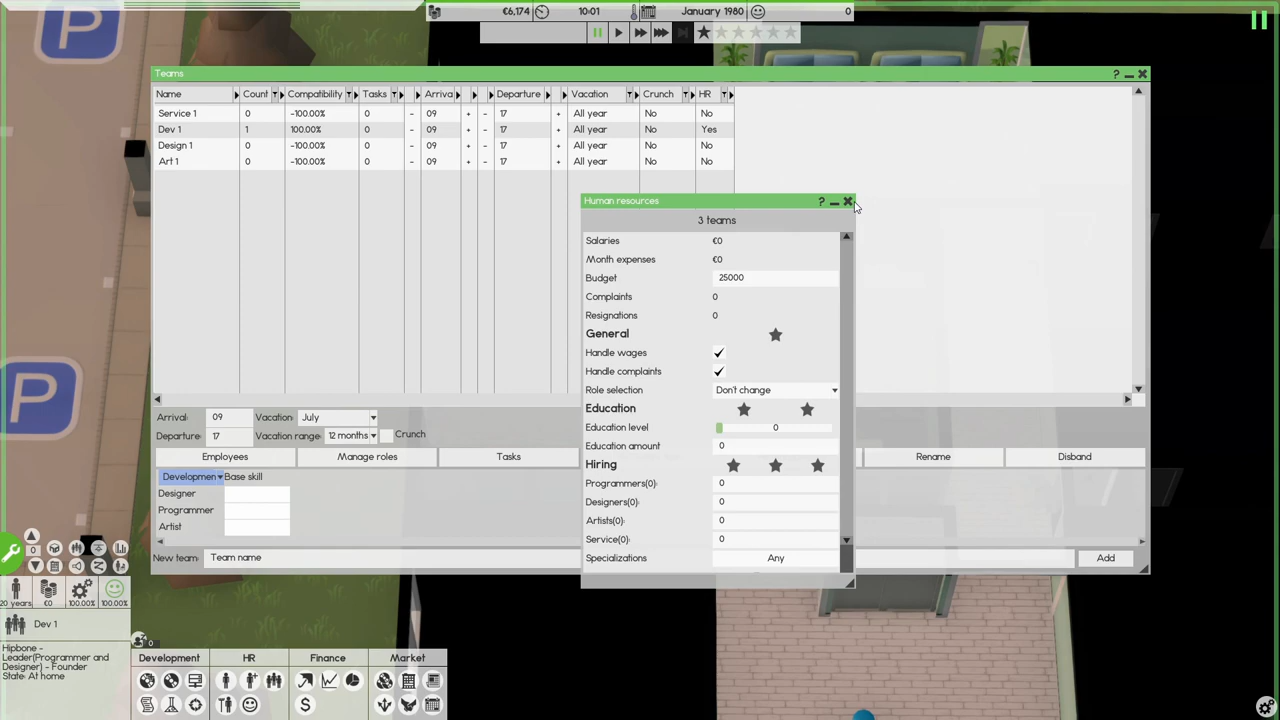 €6,174 10:01 January 1980 0
Teams ?
Name Count Compatibility Tasks Arriva Departure Vacation Crunch HR
Service 1 0 -100.00% 0 - 09 + - 17 + All year No No
Dev 1 1 100.00% 0 - 09 + - 17 + All year No Yes
Design 1 0 -100.00% 0 - 09 + - 17 + All year No No
Art 1 0 -100.00% 0 - 09 + - 17 + All year No No
Human resources ?
3 teams
Salaries €0
Month expenses €0
Budget 25000
Complaints 0
Resignations 0
General
Handle wages
Handle complaints
Role selection Don't change
Education
Education level 0
Education amount 0
Hiring
Programmers(0): 0
Designers(0): 0
Artists(0): 0
Service(0): 0
Specializations Any
Arrival: 09 Vacation: July
Departure: 17 Vacation range: 12 months Crunch
Employees Manage roles Tasks Rename Disband
Developmen Base skill
Designer
Programmer
Artist
New team: Team name Add
0
20 years €0 100.00% 100.00%
Dev 1
Hipbone -
Leader(Programmer and
Designer) - Founder
State: At home
0
Development HR Finance Market
P
P